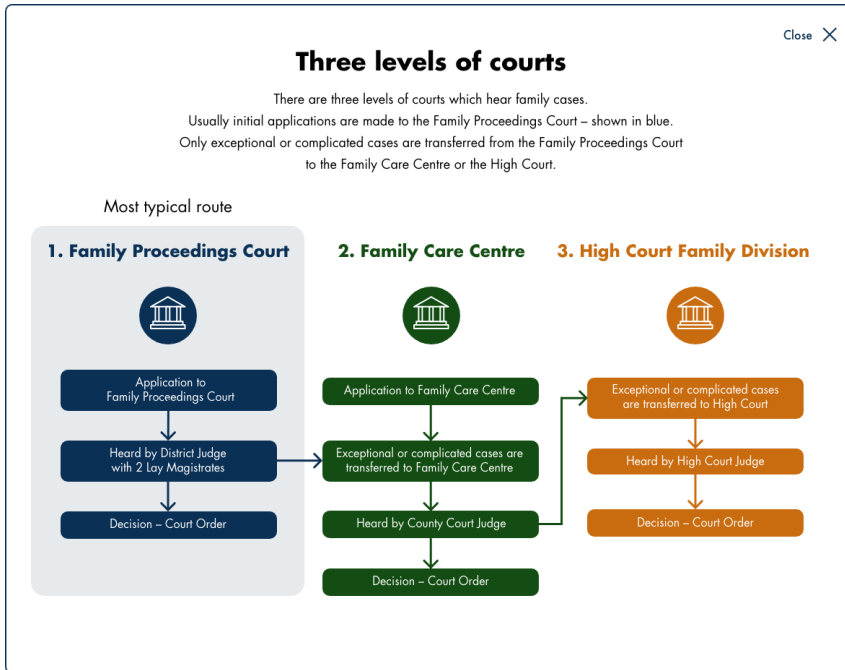 Close
Three levels of courts
There are three levels of courts which hear family cases.
Usually initial applications are made to the Family Proceedings Court – shown in blue.
Only exceptional or complicated cases are transferred from the Family Proceedings Court
to the Family Care Centre or the High Court.
Most typical route
1. Family Proceedings Court
Application to
Family Proceedings Court
Heard by District Judge
with 2 Lay Magistrates
Decision – Court Order
2. Family Care Centre
Application to Family Care Centre
Exceptional or complicated cases are
transferred to Family Care Centre
Heard by County Court Judge
Decision – Court Order
3. High Court Family Division
Exceptional or complicated cases
are transferred to High Court
Heard by High Court Judge
Decision – Court Order